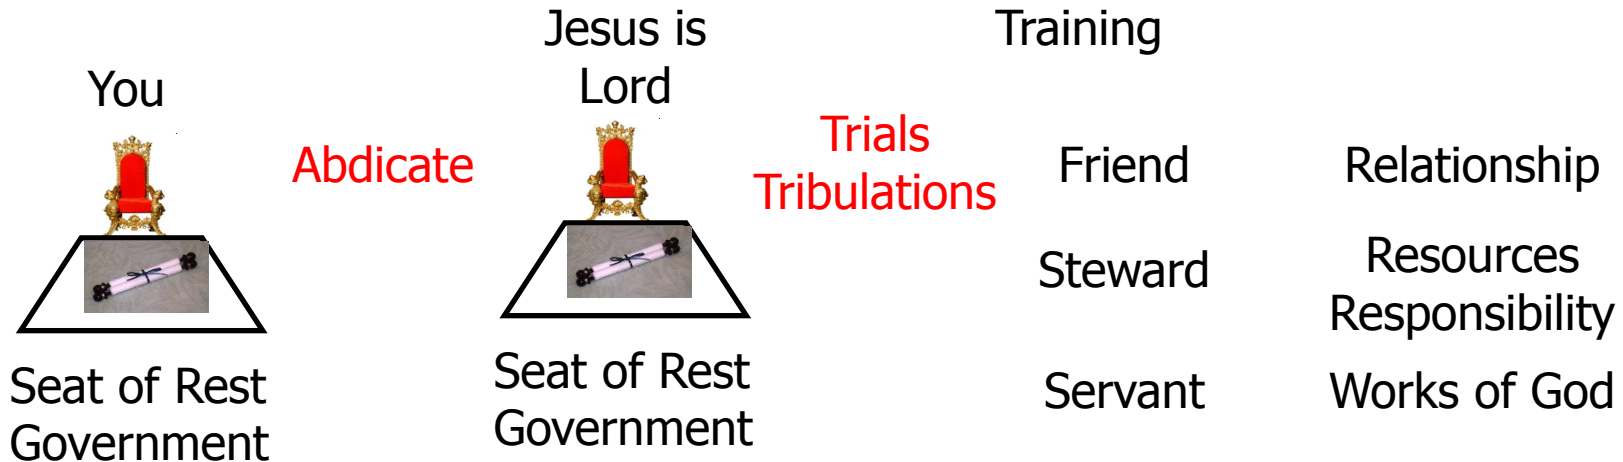 You
Seat of Rest
Government
Abdicate
Jesus is
Lord
Seat of Rest
Government
Trials
Tribulations
Training
Friend
Relationship
Steward
Resources
Responsibility
Servant
Works of God